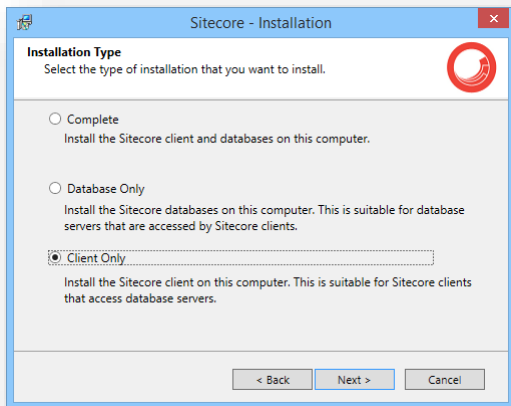 Sitecore - Installation
Installation Type
Select the type of installation that you want to install.
Complete
Install the Sitecore client and databases on this computer.
Database Only
Install the Sitecore databases on this computer. This is suitable for database
servers that are accessed by Sitecore clients.
Client Only
Install the Sitecore client on this computer. This is suitable for Sitecore clients
that access database servers.
< Back Next > Cancel